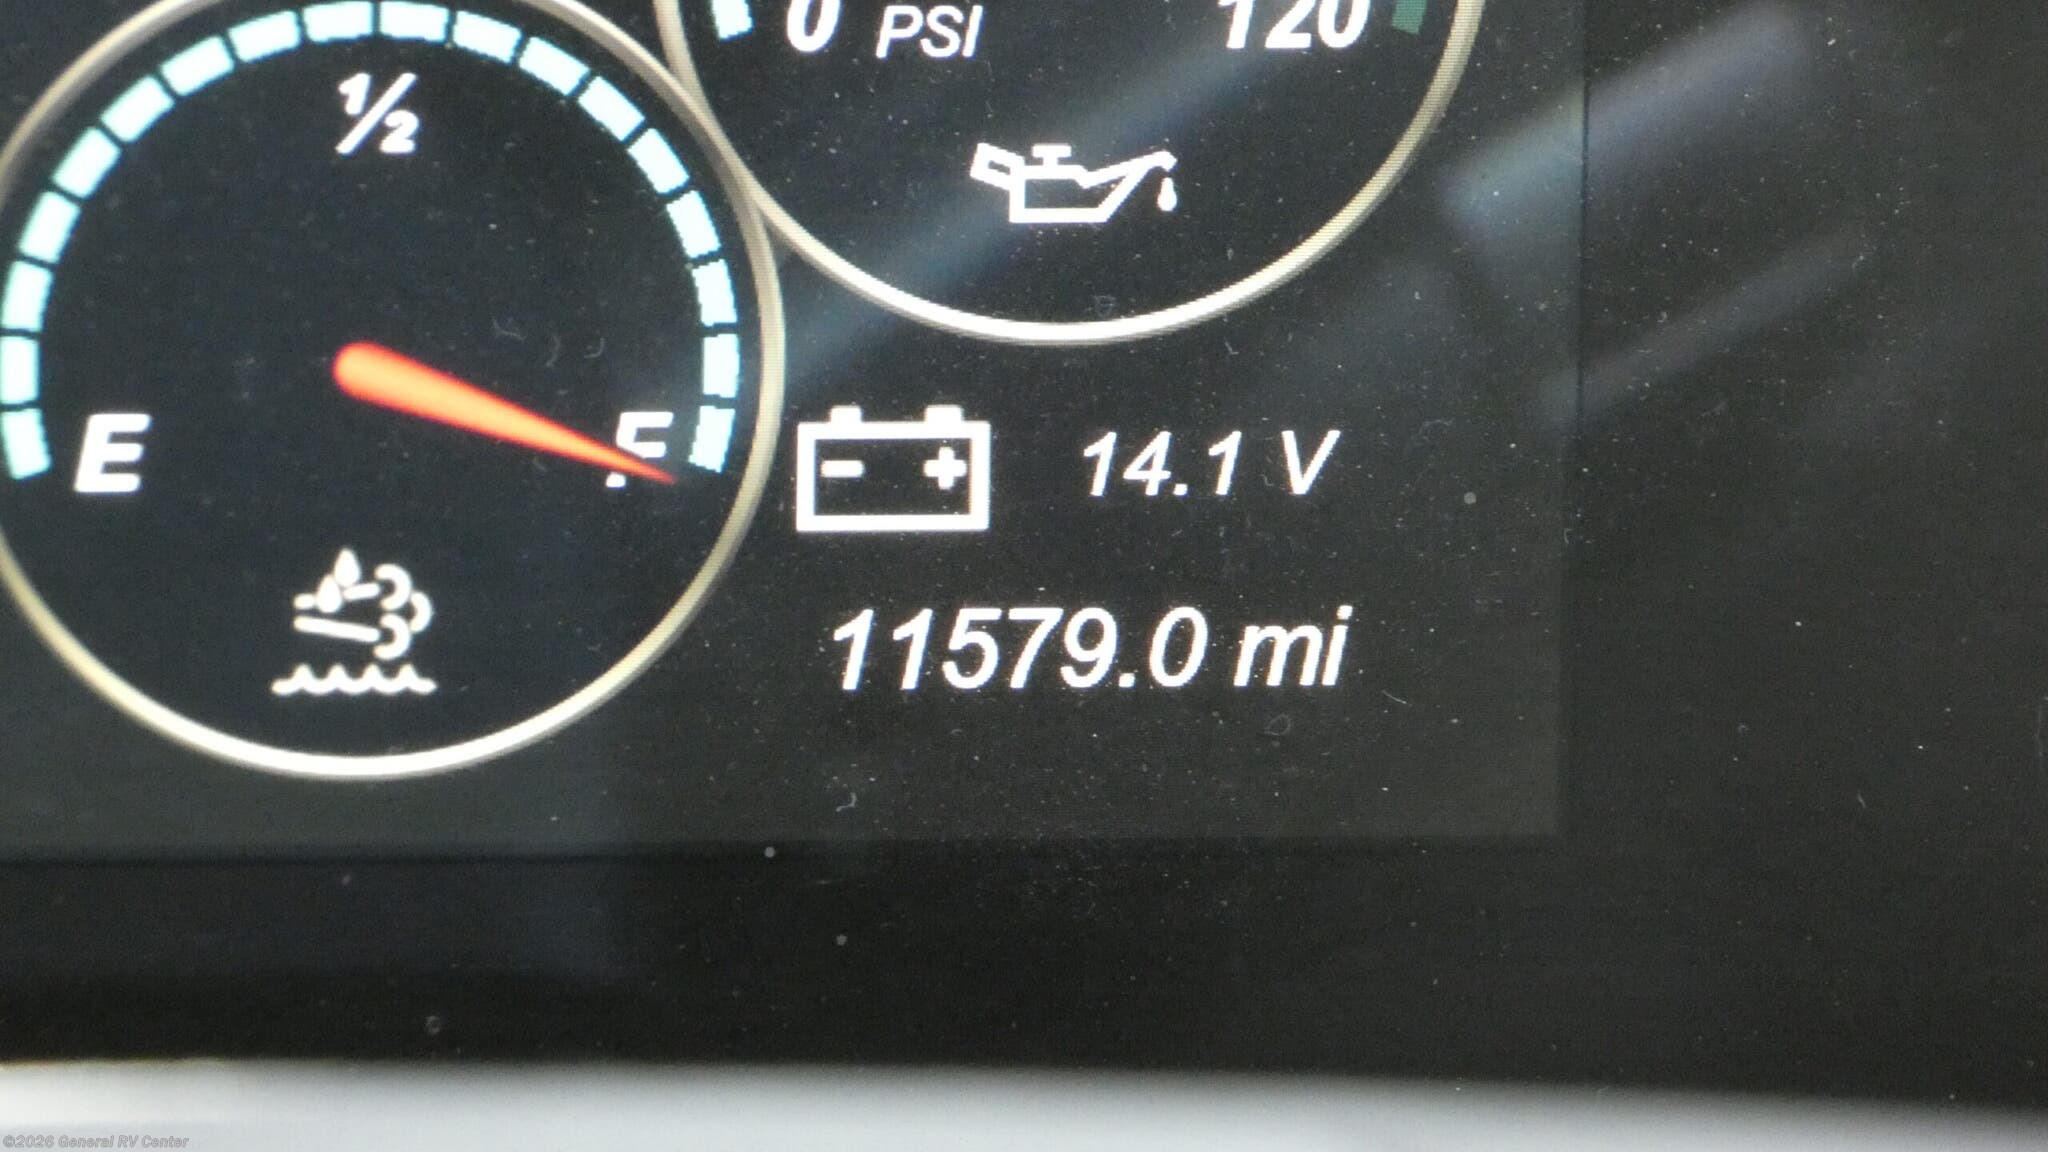 0 PSI 120
1/2
E F
14.1 V
11579.0 mi
©2026 General RV Center